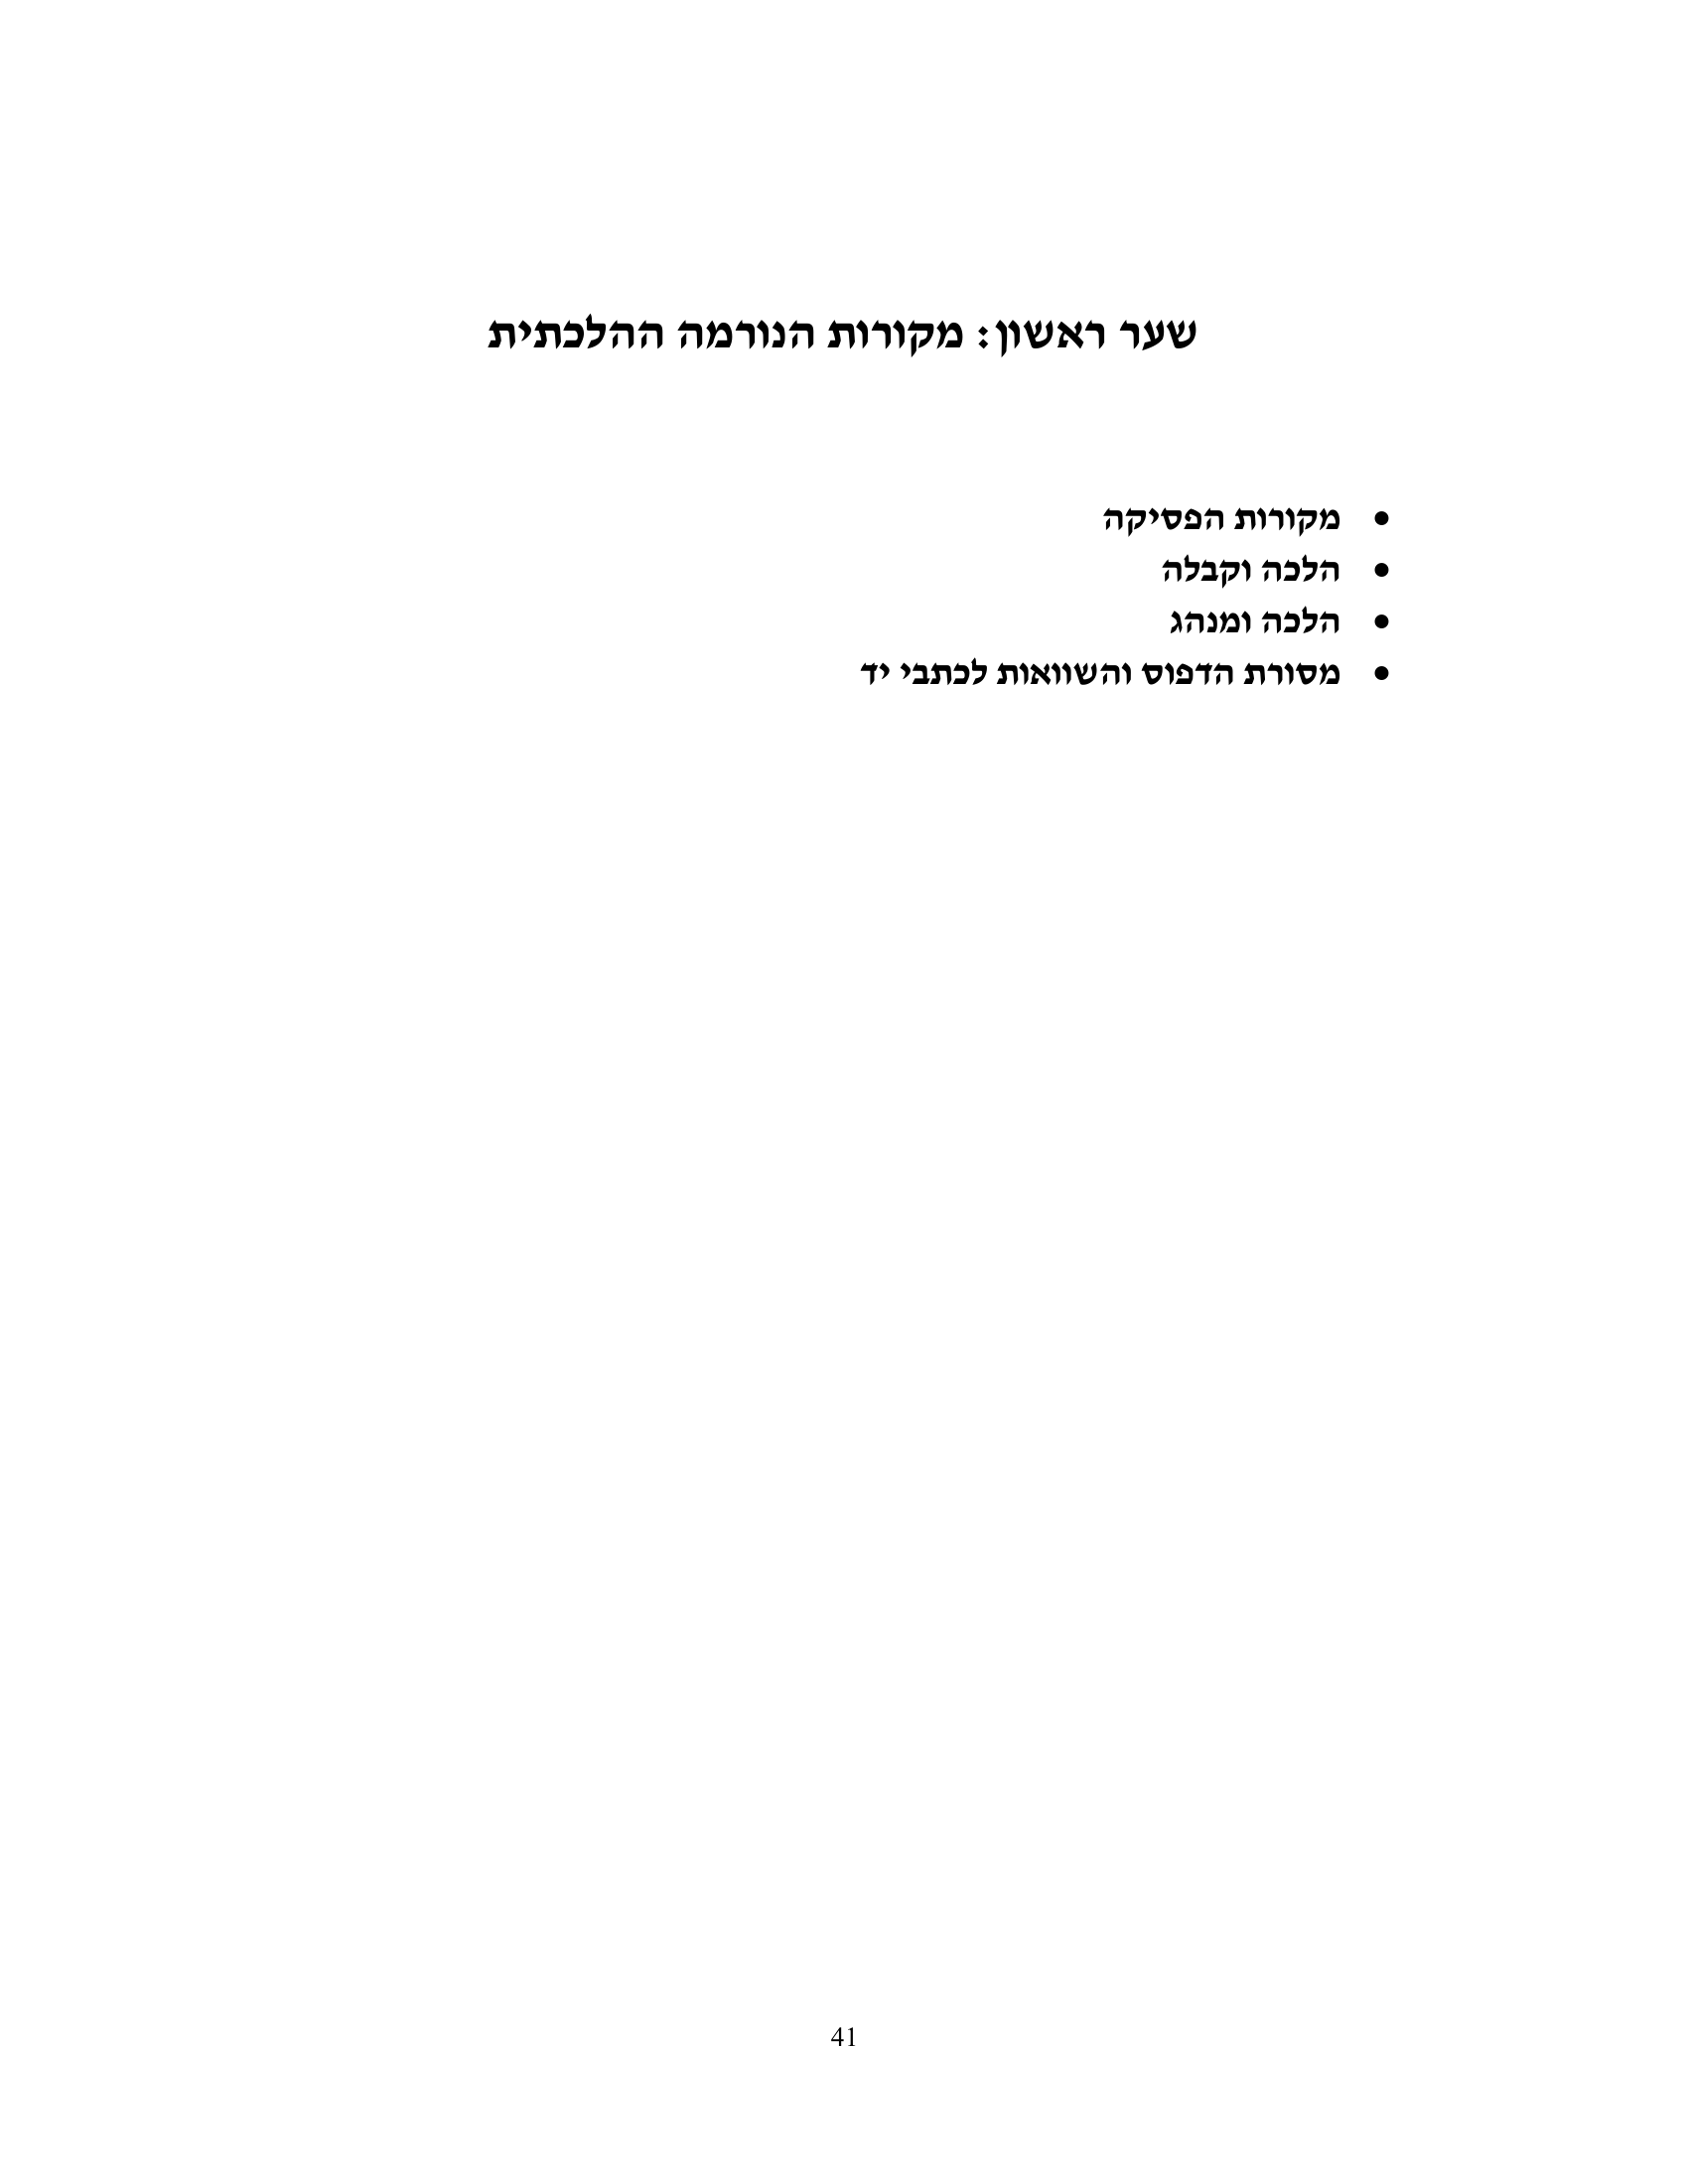 שער ראשון: מקורות הנורמה ההלכתית
• מקורות הפסיקה
• הלכה וקבלה
• הלכה ומנהג
• מסורת הדפוס והשוואות לכתבי יד
41